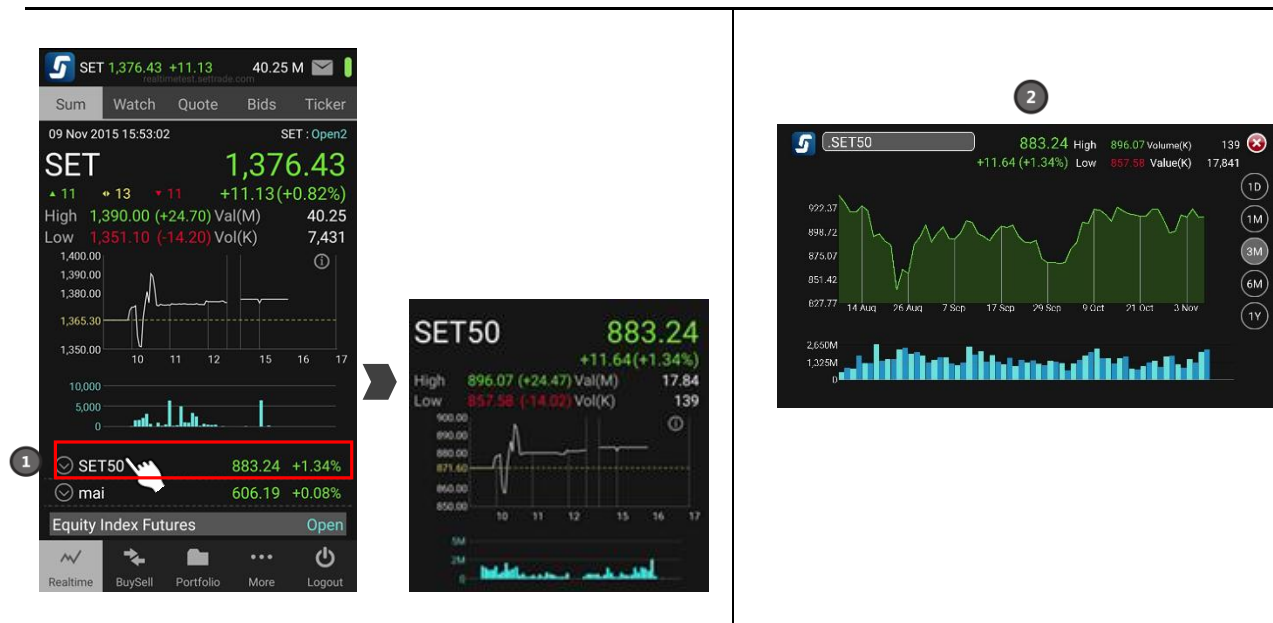 SET 1,376.43 +11.13 40.25 M
realtimetest.settrade.com
Sum Watch Quote Bids Ticker
09 Nov 2015 15:53:02 SET : Open2
SET 1,376.43
11 13 11 +11.13(+0.82%)
High 1,390.00 (+24.70) Val(M) 40.25
Low 1,351.10 (-14.20) Vol(K) 7,431
1,400.00
1,390.00
1,380.00
1,365.30
1,350.00
10 11 12 15 16 17
10,000
5,000
0
1
SET50 883.24 +1.34%
mai 606.19 +0.08%
Equity Index Futures Open
Realtime BuySell Portfolio More Logout
SET50 883.24
+11.64(+1.34%)
High 896.07 (+24.47) Val(M) 17.84
Low 857.58 (-14.02) Vol(K) 139
900.00
890.00
880.00
871.60
860.00
850.00
10 11 12 15 16 17
5M
2M
0
2
.SET50 883.24 High 896.07 Volume(K) 139
+11.64 (+1.34%) Low 857.58 Value(K) 17,841
1D
1M
3M
6M
1Y
922.37
898.72
875.07
851.42
827.77
14 Aug 26 Aug 7 Sep 17 Sep 29 Sep 9 Oct 21 Oct 3 Nov
2,650M
1,325M
0